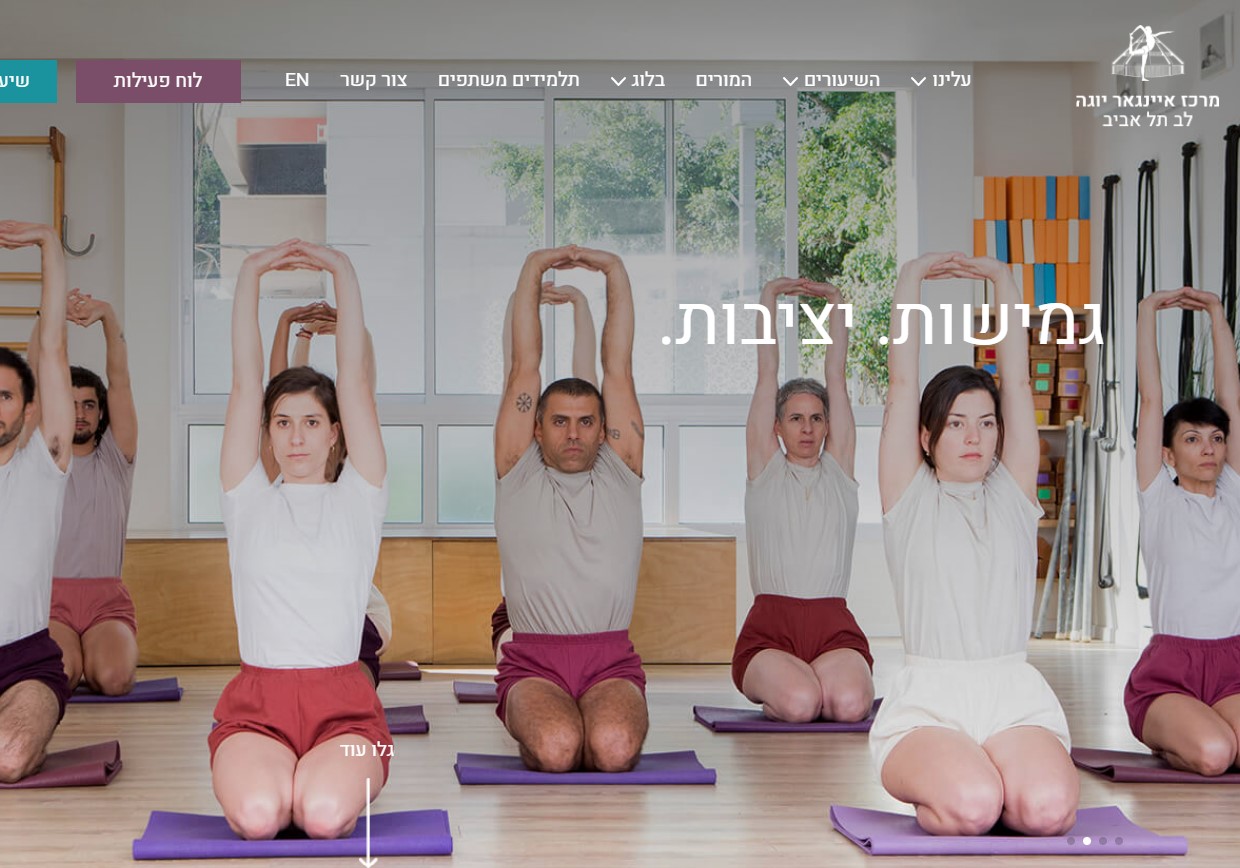 מרכז איינגאר יוגה
לב תל אביב
עלינו
השיעורים
המורים
בלוג
תלמידים משתפים
צור קשר
EN
לוח פעילות
גמישות. יציבות.
גלו עוד